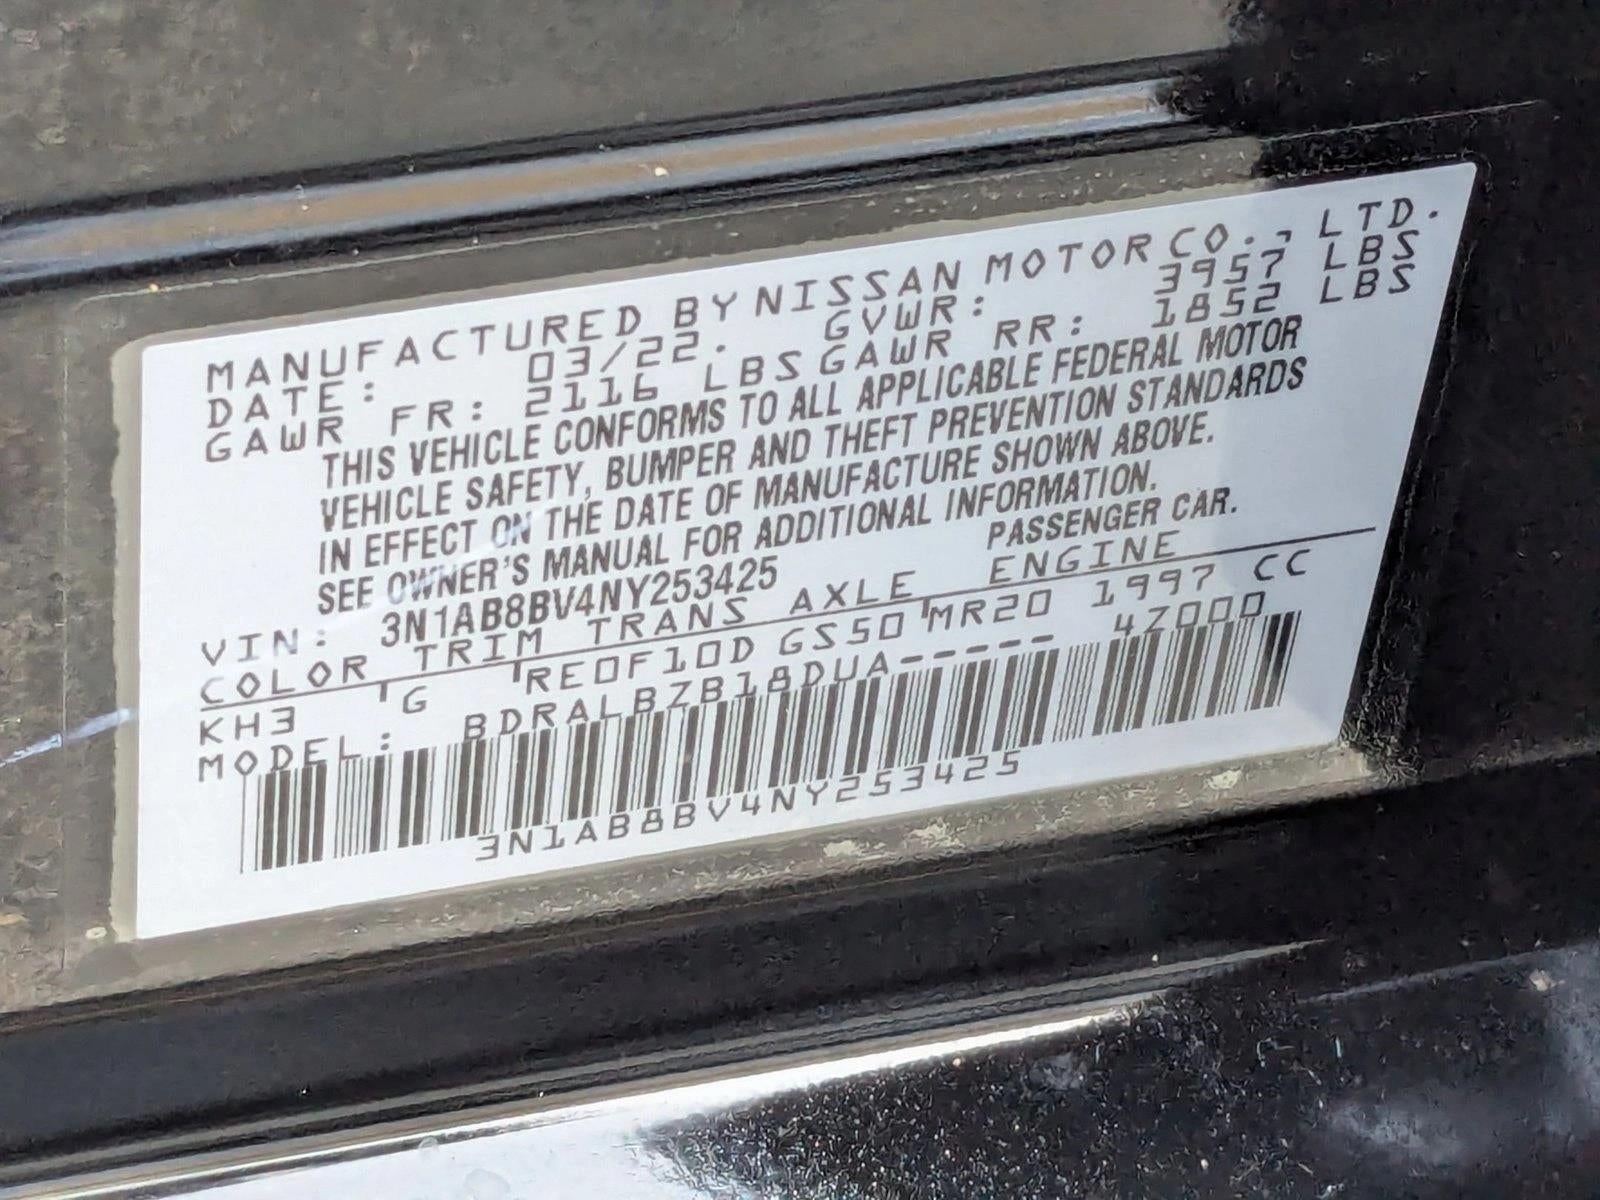 MANUFACTURED BY NISSAN MOTOR CO., LTD.
DATE: 03/22. GVWR: 3957 LBS
GAWR FR: 2116 LBS GAWR RR: 1852 LBS
THIS VEHICLE CONFORMS TO ALL APPLICABLE FEDERAL MOTOR
VEHICLE SAFETY, BUMPER AND THEFT PREVENTION STANDARDS
IN EFFECT ON THE DATE OF MANUFACTURE SHOWN ABOVE.
SEE OWNER'S MANUAL FOR ADDITIONAL INFORMATION.
VIN: 3N1AB8BV4NY253425 PASSENGER CAR.
COLOR TRIM TRANS AXLE ENGINE
KH3 G RE0F10D GS50 MR20 1997 CC
MODEL: BDRALBZB18DUA----- 4Z000
3N1AB8BV4NY253425